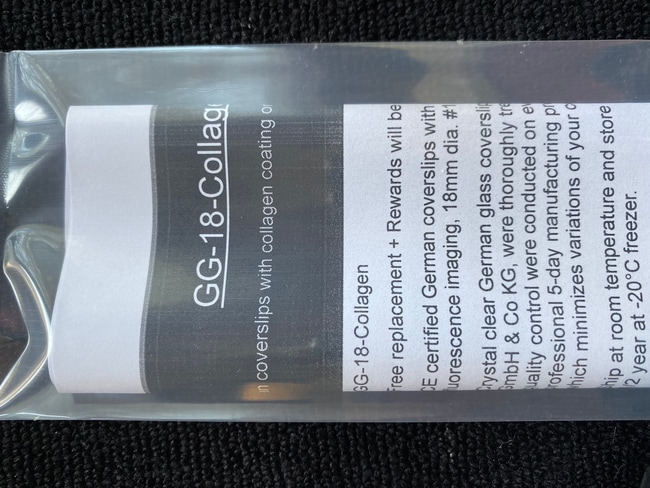 GG-18-Collag
n coverslips with collagen coating or
GG-18-Collagen
Free replacement + Rewards will be
CE certified German coverslips with
fluorescence imaging, 18mm dia. #1
Crystal clear German glass coverslip
GmbH & Co KG, were thoroughly tre
quality control were conducted on ev
professional 5-day manufacturing pr
which minimizes variations of your c
hip at room temperature and store
/2 year at -20°C freezer.